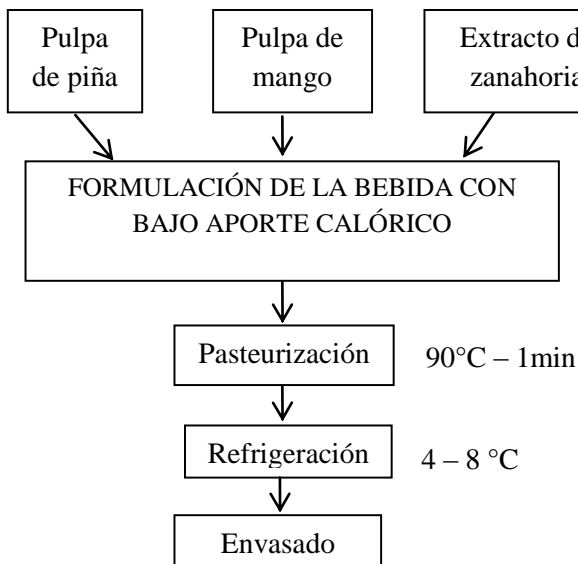 Pulpa
de piña
Pulpa de
mango
Extracto d
zanahoria
FORMULACIÓN DE LA BEBIDA CON
BAJO APORTE CALÓRICO
Pasteurización
90°C – 1min
Refrigeración
4 – 8 °C
Envasado